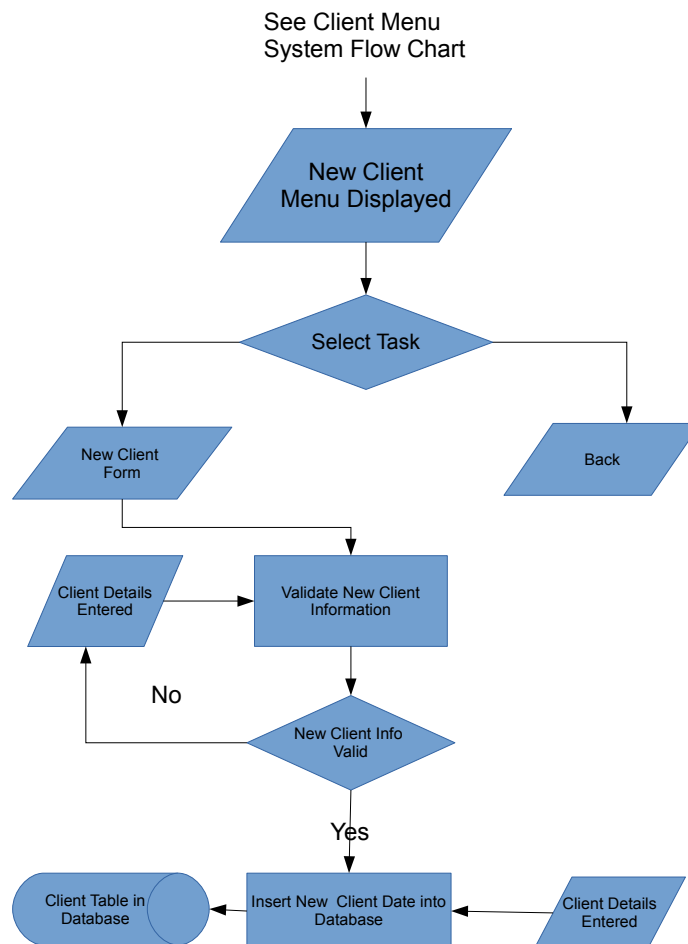 See Client Menu
System Flow Chart
New Client
Menu Displayed
Select Task
New Client
Form
Back
Client Details
Entered
Validate New Client
Information
No
New Client Info
Valid
Yes
Client Table in
Database
Insert New Client Date into
Database
Client Details
Entered